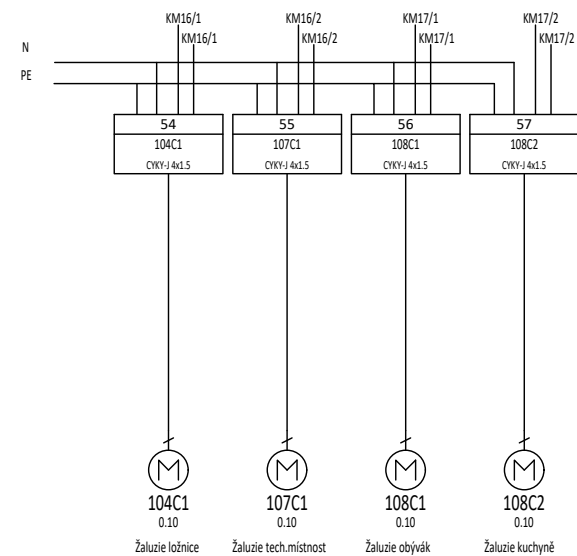 KM16/1 KM16/2 KM17/1 KM17/2
KM16/1 KM16/2 KM17/1 KM17/2
N
PE
54 55 56 57
104C1 107C1 108C1 108C2
CYKY-J 4x1.5 CYKY-J 4x1.5 CYKY-J 4x1.5 CYKY-J 4x1.5
M M M M
104C1 107C1 108C1 108C2
0.10 0.10 0.10 0.10
Žaluzie ložnice Žaluzie tech.místnost Žaluzie obývák Žaluzie kuchyně